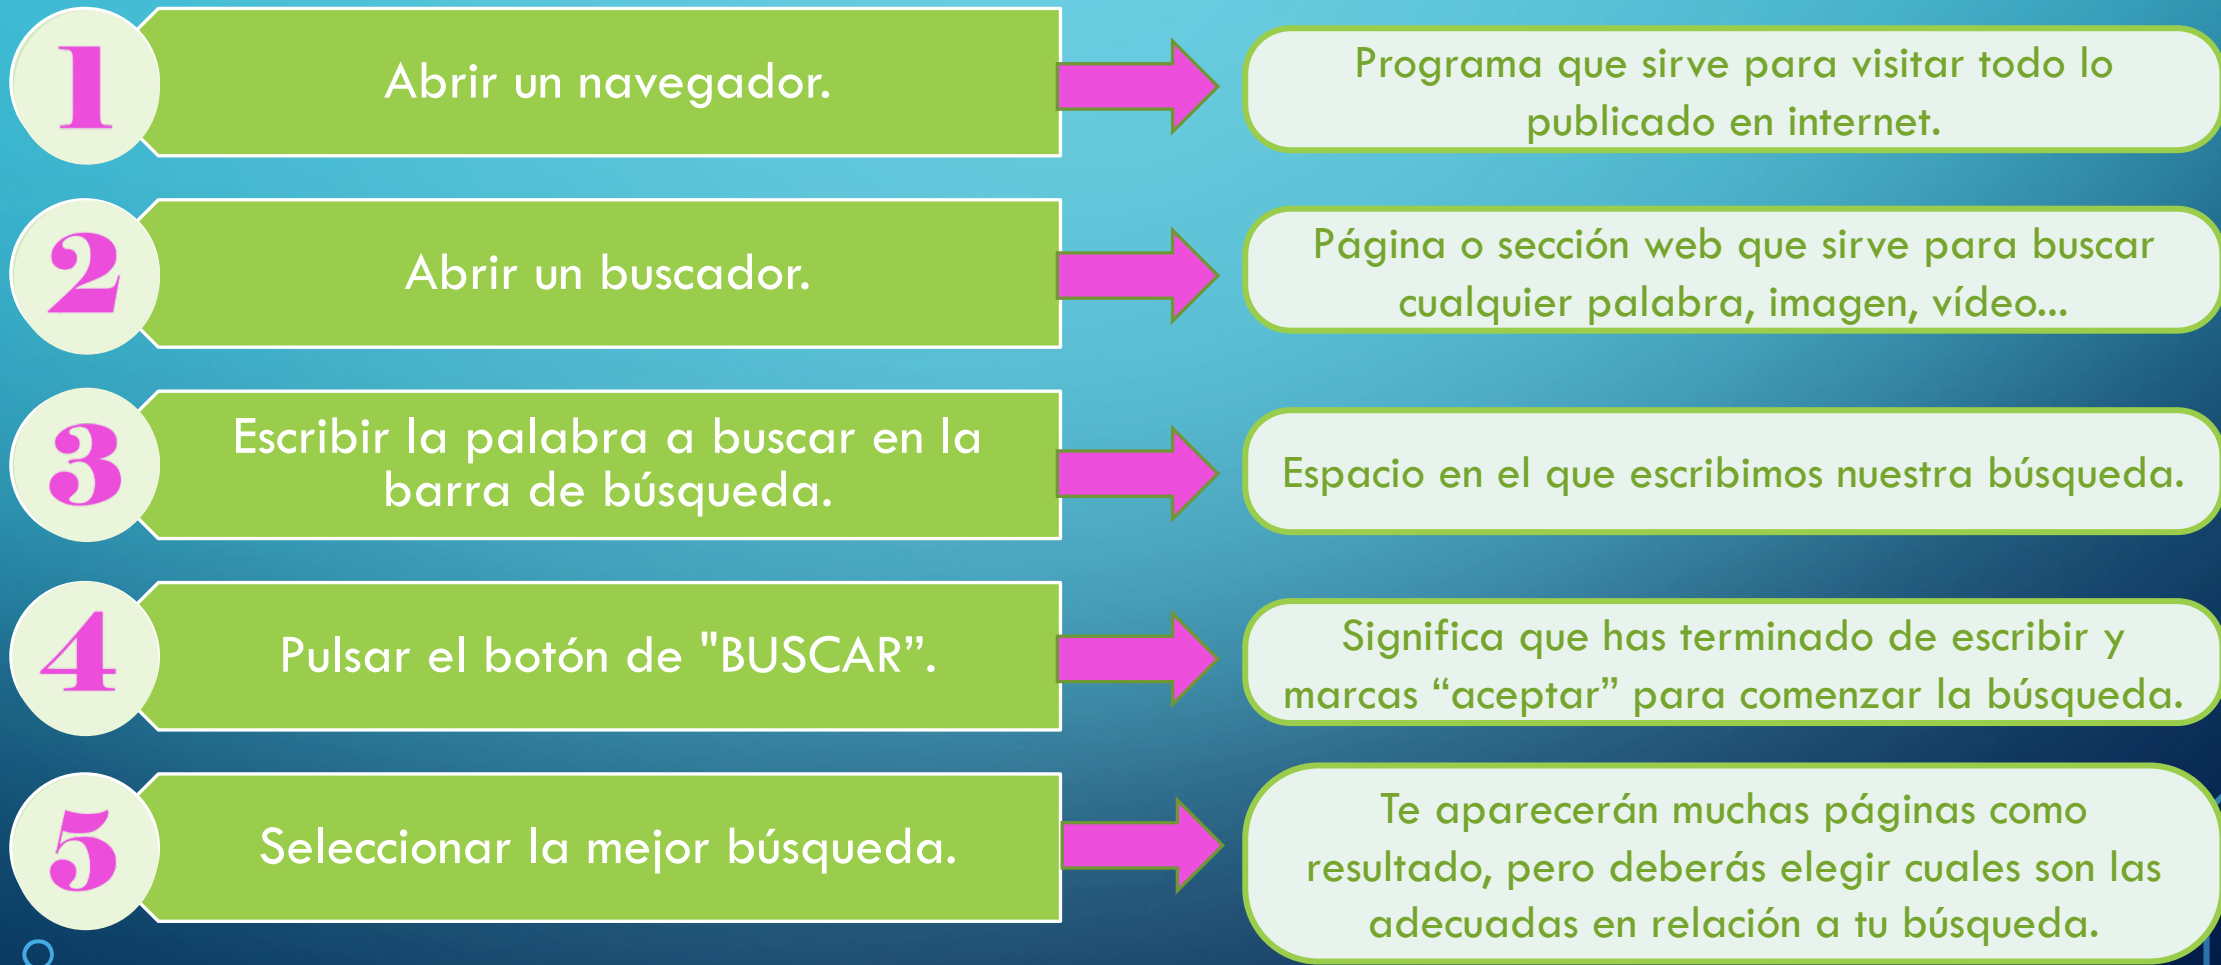 1
Abrir un navegador.
Programa que sirve para visitar todo lo
publicado en internet.
2
Abrir un buscador.
Página o sección web que sirve para buscar
cualquier palabra, imagen, vídeo...
3
Escribir la palabra a buscar en la
barra de búsqueda.
Espacio en el que escribimos nuestra búsqueda.
4
Pulsar el botón de "BUSCAR”.
Significa que has terminado de escribir y
marcas “aceptar” para comenzar la búsqueda.
5
Seleccionar la mejor búsqueda.
Te aparecerán muchas páginas como
resultado, pero deberás elegir cuales son las
adecuadas en relación a tu búsqueda.